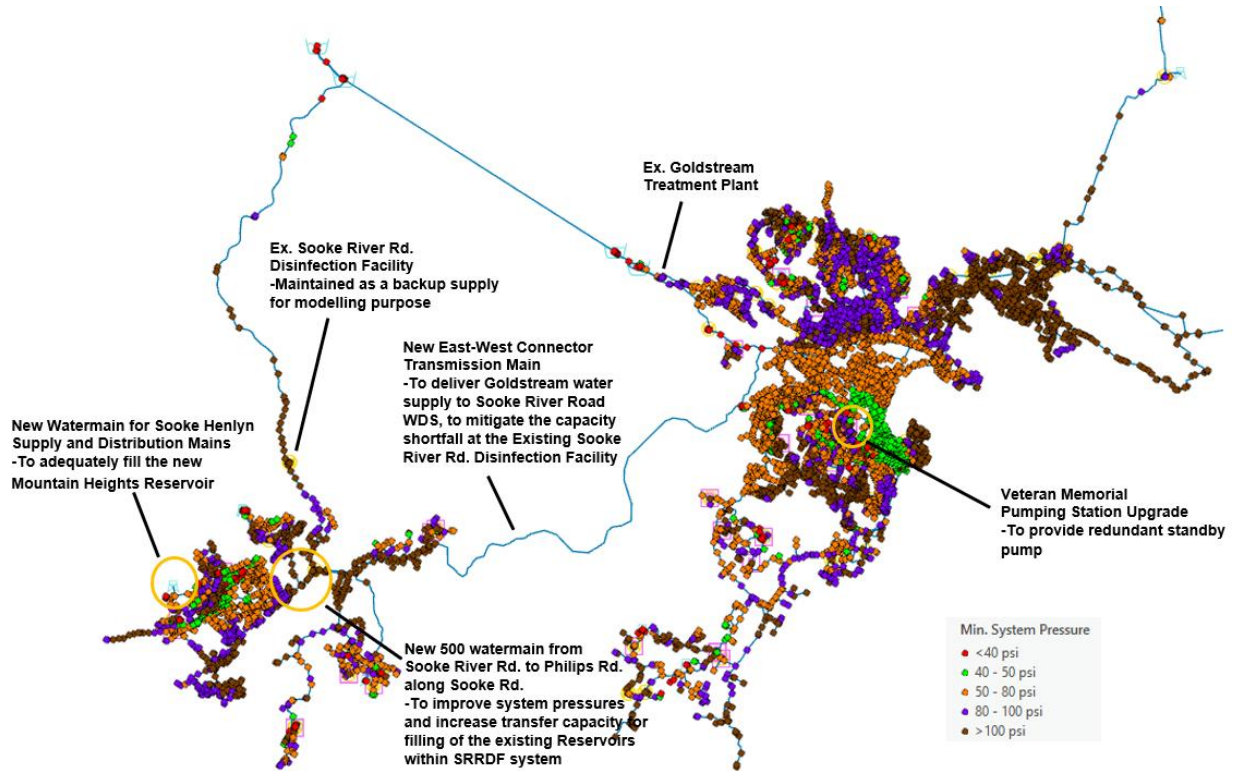 Ex. Goldstream
Treatment Plant
Ex. Sooke River Rd.
Disinfection Facility
-Maintained as a backup supply
for modelling purpose
New East-West Connector
Transmission Main
-To deliver Goldstream water
supply to Sooke River Road
WDS, to mitigate the capacity
shortfall at the Existing Sooke
River Rd. Disinfection Facility
New Watermain for Sooke Henlyn
Supply and Distribution Mains
-To adequately fill the new
Mountain Heights Reservoir
Veteran Memorial
Pumping Station Upgrade
-To provide redundant standby
pump
New 500 watermain from
Sooke River Rd. to Philips Rd.
along Sooke Rd.
-To improve system pressures
and increase transfer capacity for
filling of the existing Reservoirs
within SRRDF system
Min. System Pressure
<40 psi
40 - 50 psi
50 - 80 psi
80 - 100 psi
>100 psi